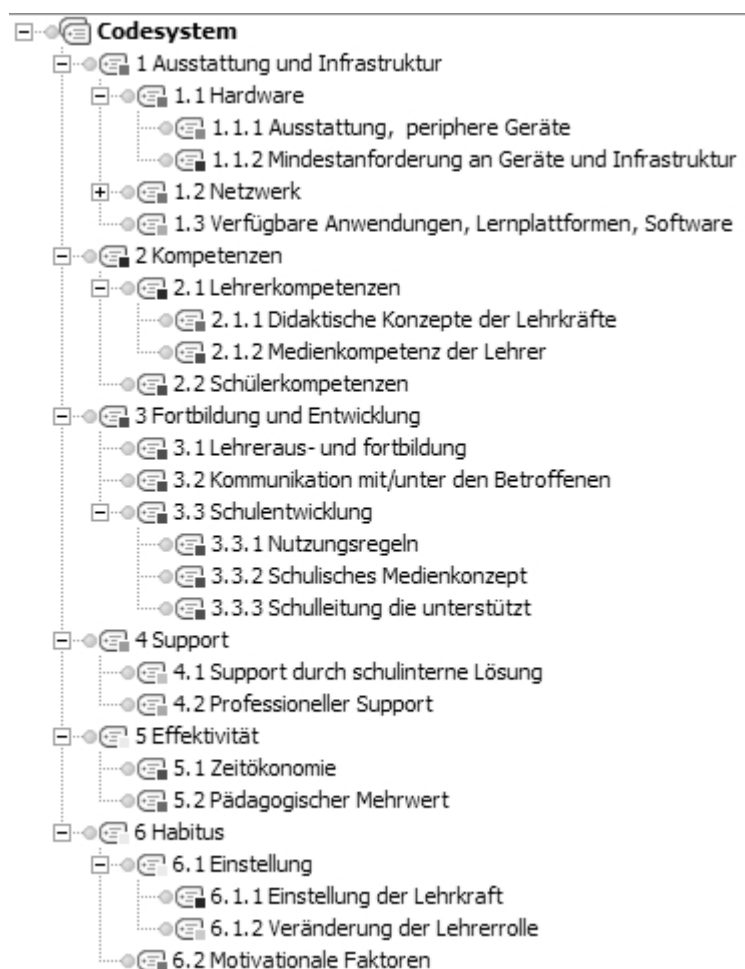 Codesystem
1 Ausstattung und Infrastruktur
1.1 Hardware
1.1.1 Ausstattung, periphere Geräte
1.1.2 Mindestanforderung an Geräte und Infrastruktur
1.2 Netzwerk
1.3 Verfügbare Anwendungen, Lernplattformen, Software
2 Kompetenzen
2.1 Lehrerkompetenzen
2.1.1 Didaktische Konzepte der Lehrkräfte
2.1.2 Medienkompetenz der Lehrer
2.2 Schülerkompetenzen
3 Fortbildung und Entwicklung
3.1 Lehreraus- und fortbildung
3.2 Kommunikation mit/unter den Betroffenen
3.3 Schulentwicklung
3.3.1 Nutzungsregeln
3.3.2 Schulisches Medienkonzept
3.3.3 Schulleitung die unterstützt
4 Support
4.1 Support durch schulinterne Lösung
4.2 Professioneller Support
5 Effektivität
5.1 Zeitökonomie
5.2 Pädagogischer Mehrwert
6 Habitus
6.1 Einstellung
6.1.1 Einstellung der Lehrkraft
6.1.2 Veränderung der Lehrerrolle
6.2 Motivationale Faktoren